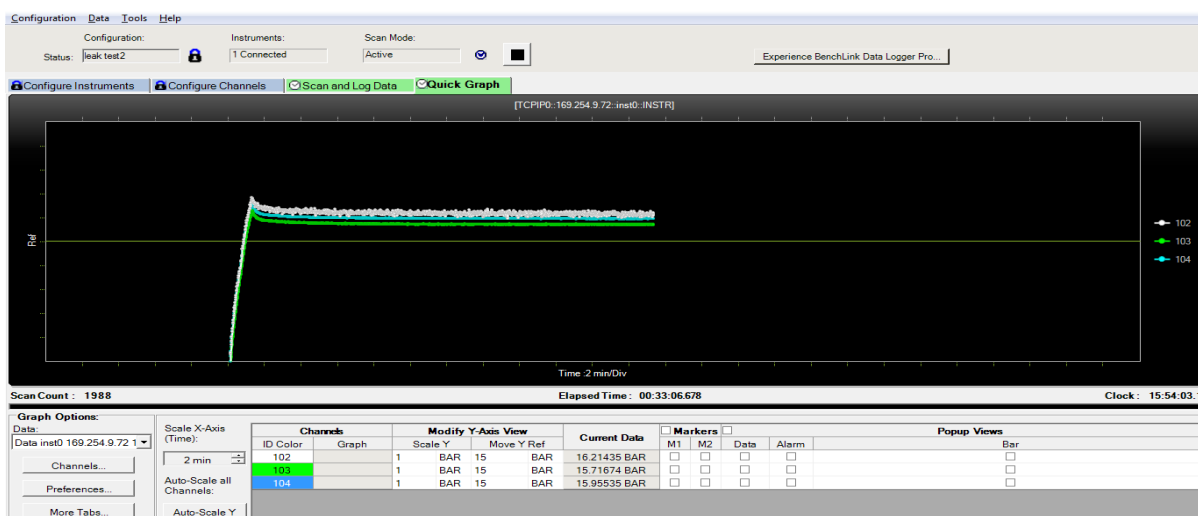 Configuration Data Tools Help
Configuration: Instruments: Scan Mode:
Status: leak test2 1 Connected Active Experience BenchLink Data Logger Pro...
Configure Instruments Configure Channels Scan and Log Data Quick Graph
[TCPIP0::169.254.9.72::inst0::INSTR]
Ref
102
103
104
Time :2 min/Div
Scan Count : 1988 Elapsed Time : 00:33:06.678 Clock : 15:54:03.
Graph Options:
Data:
Data inst0 169.254.9.72 1
Channels...
Preferences...
More Tabs...
Scale X-Axis
(Time):
2 min
Auto-Scale all
Channels:
Auto-Scale Y
Channels Modify Y-Axis View Current Data Markers Popup Views
ID Color Graph Scale Y Move Y Ref M1 M2 Data Alarm Bar
102 1 BAR 15 BAR 16.21435 BAR
103 1 BAR 15 BAR 15.71674 BAR
104 1 BAR 15 BAR 15.95535 BAR